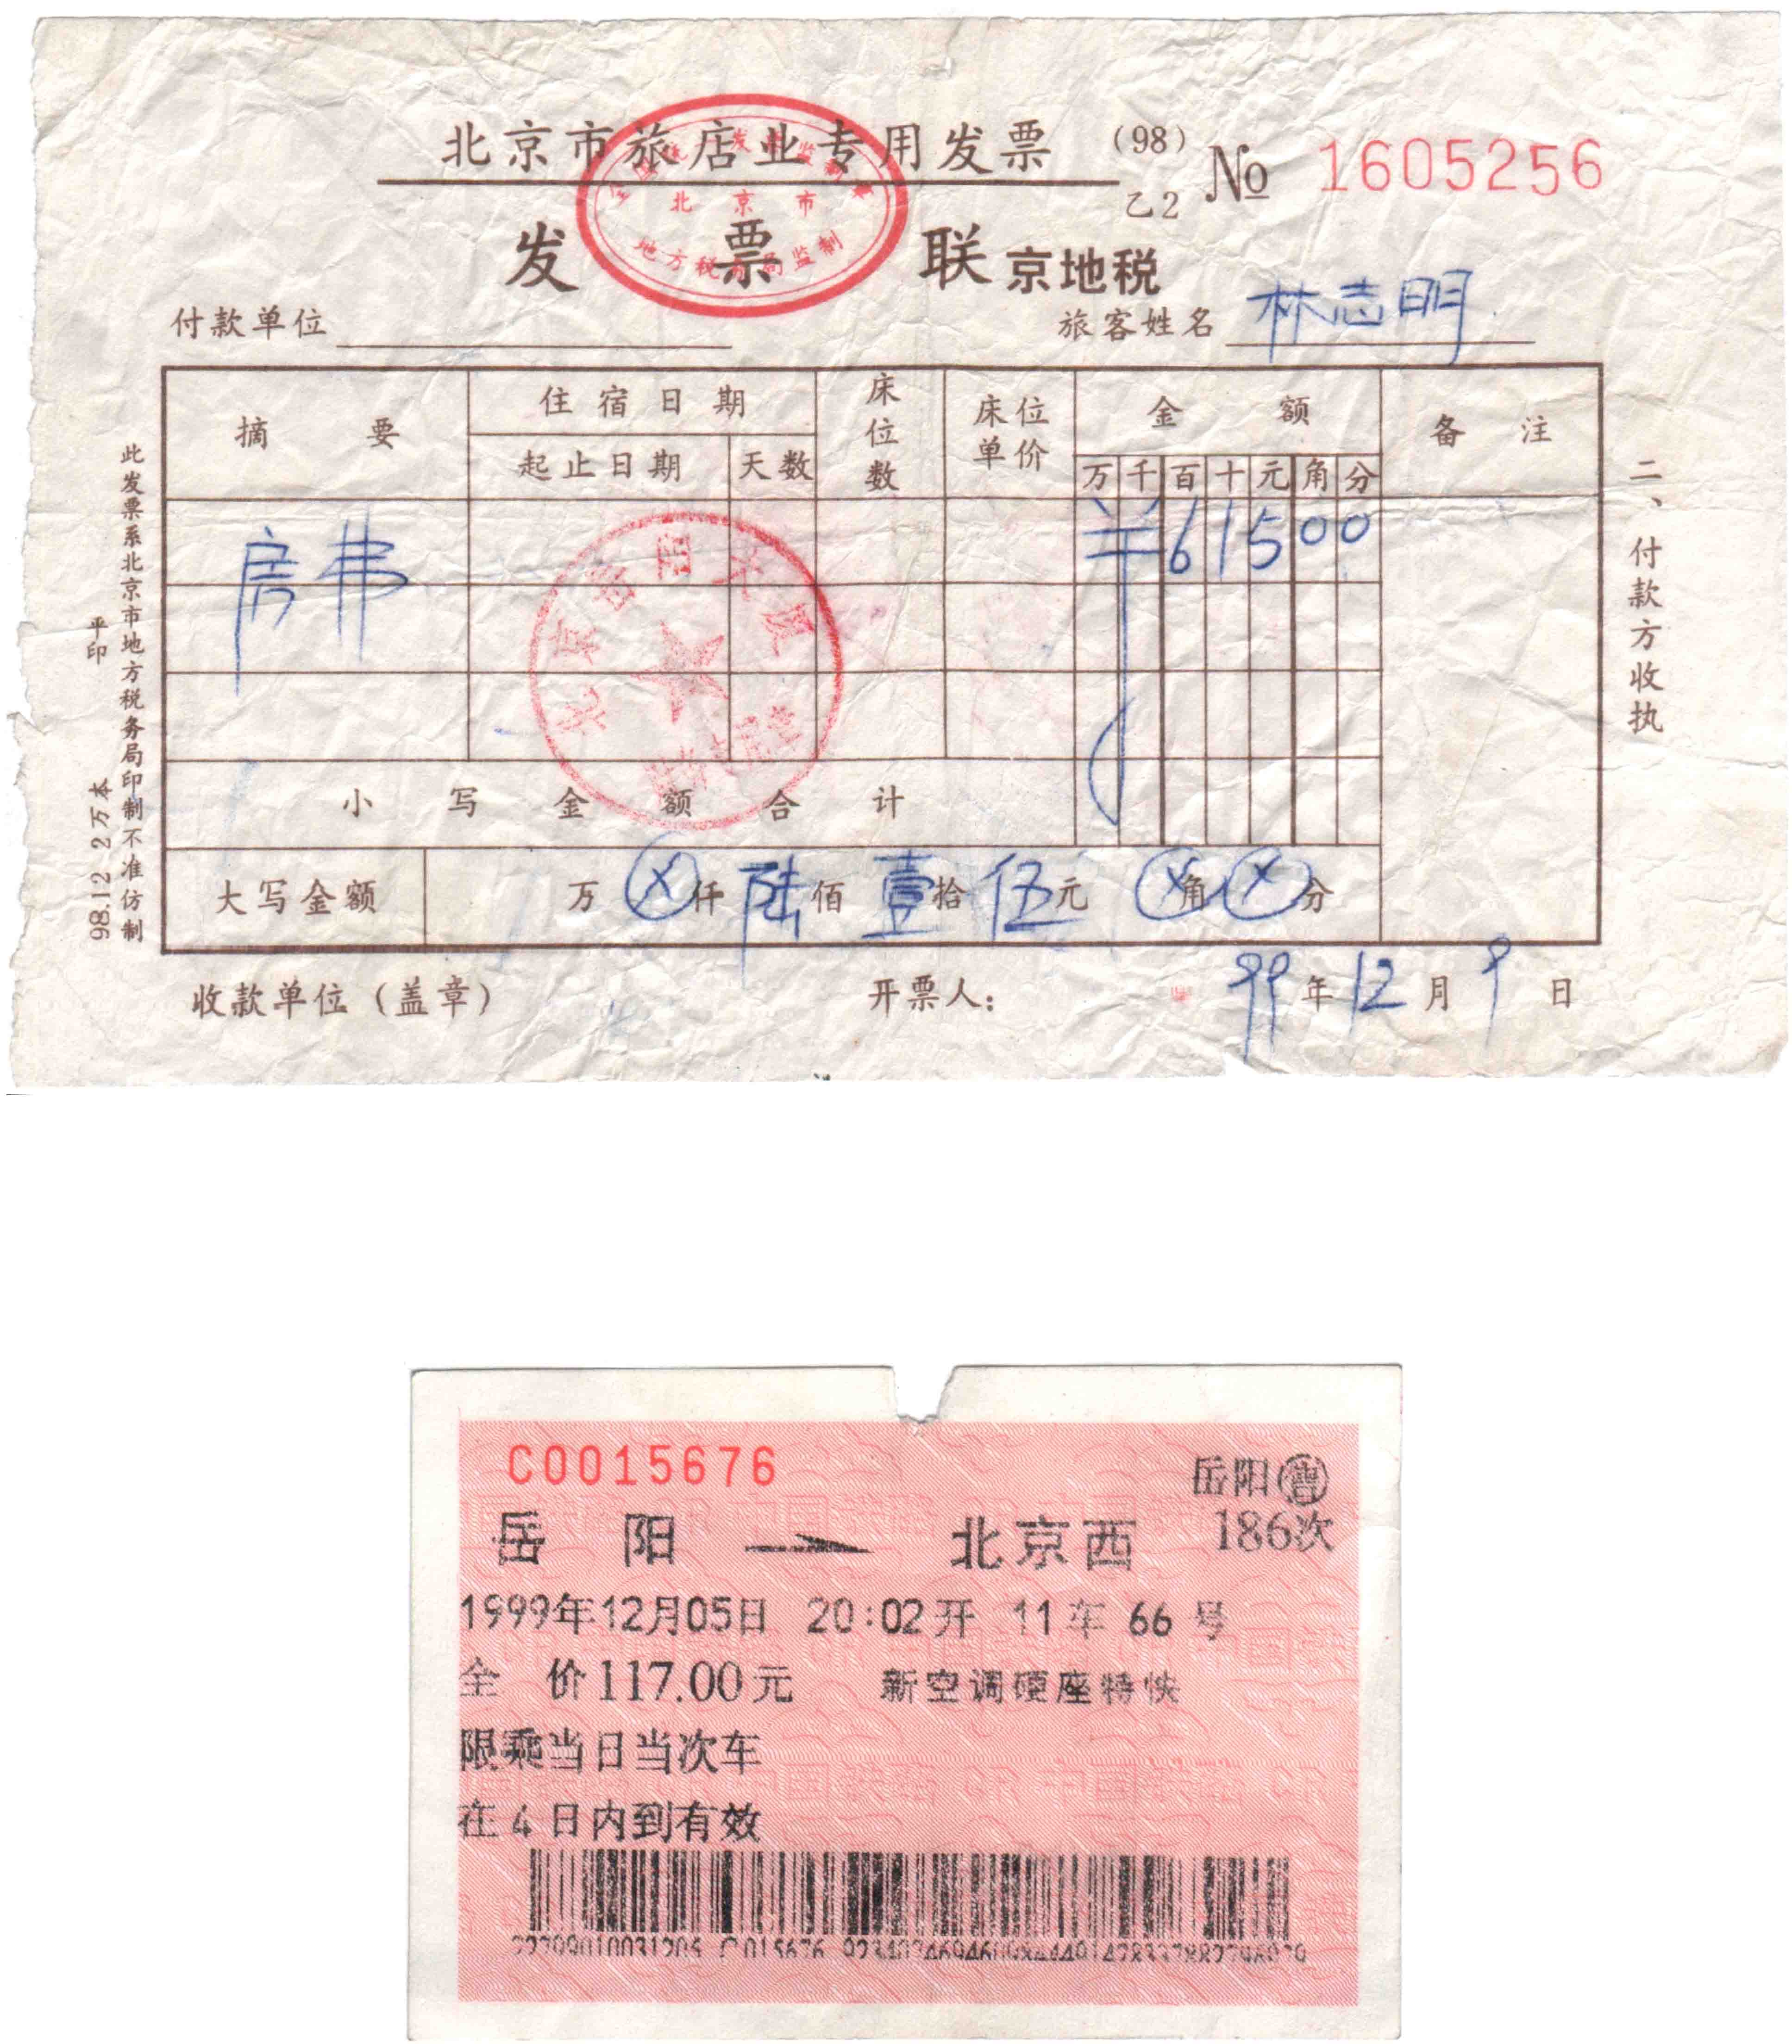 北京市旅店业专用发票 (98) 乙2 № 1605256
北京市
地方税务局监制
发票联 京地税
付款单位 旅客姓名 林志明
摘要 住宿日期 床位数 床位单价 金额 备注
起止日期 天数 万千百十元角分
房费 ¥61500
小写金额合计
大写金额 万 ⓧ仟 陆佰 壹拾 伍元 ⓧ角 ⓧ分
收款单位(盖章) 开票人: 99年12月9日
二、付款方收执
此发票系北京市地方税务局印制不准仿制
平印
98.12 2万本
C0015676 岳阳售
岳阳 北京西 186次
1999年12月05日 20:02开 11车 66号
全价117.00元 新空调硬座特快
限乘当日当次车
在4日内到有效